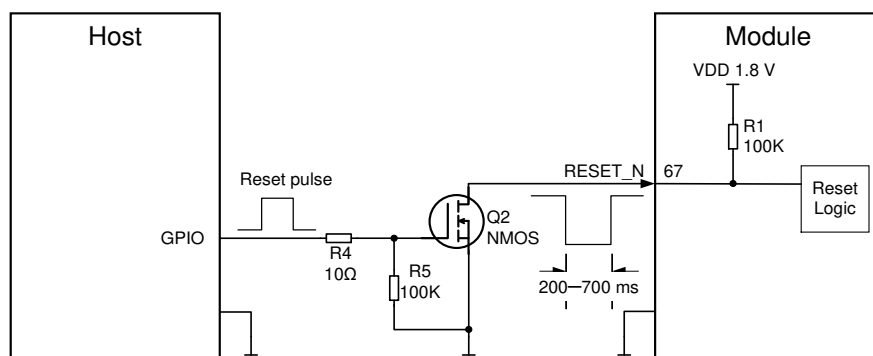 Host
Module
VDD 1.8 V
R1
100K
RESET_N
67
Reset
Logic
Reset pulse
Q2
NMOS
GPIO
R4
10Ω
R5
100K
200—700 ms